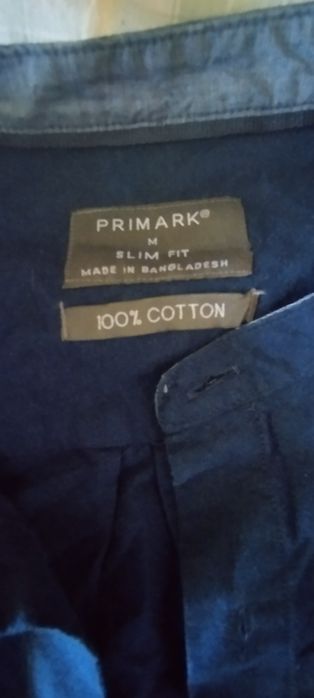 PRIMARK®
M
SLIM FIT
MADE IN BANGLADESH
100% COTTON